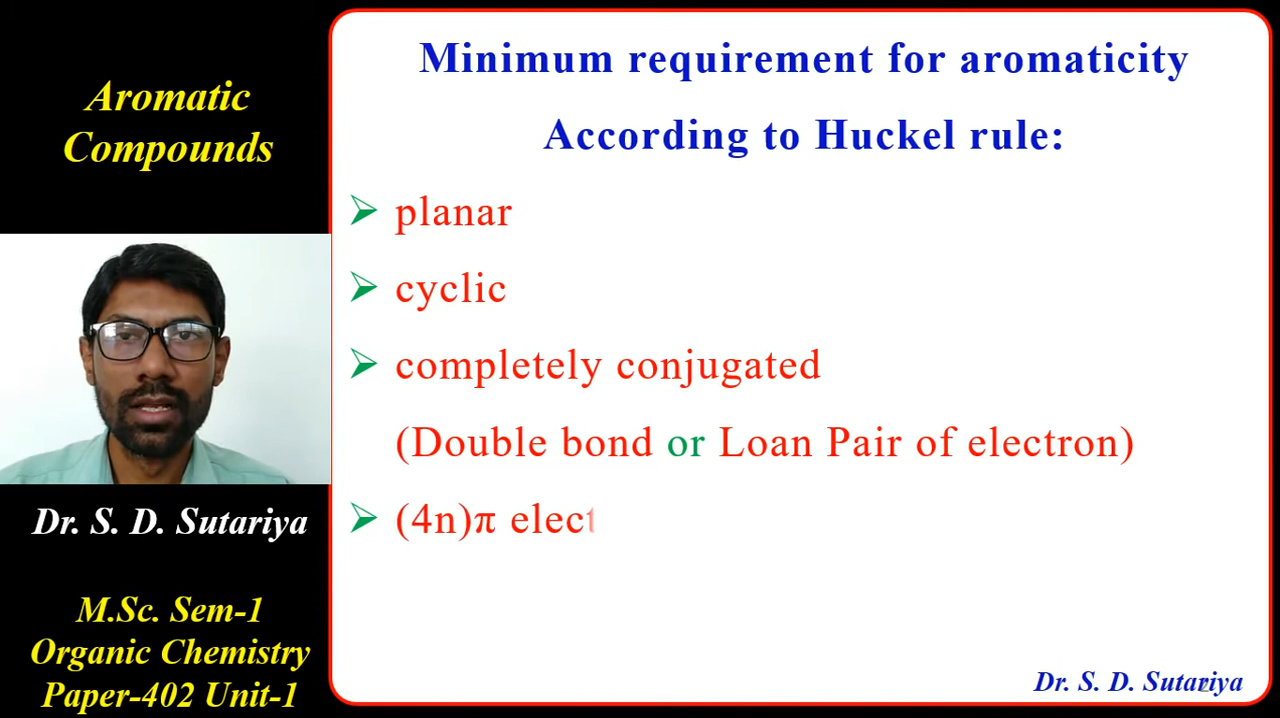 Aromatic
Compounds
Dr. S. D. Sutariya
M.Sc. Sem-1
Organic Chemistry
Paper-402 Unit-1
Minimum requirement for aromaticity
According to Huckel rule:
➢ planar
➢ cyclic
➢ completely conjugated
(Double bond or Loan Pair of electron)
➢ (4n)π elect
Dr. S. D. Sutariya